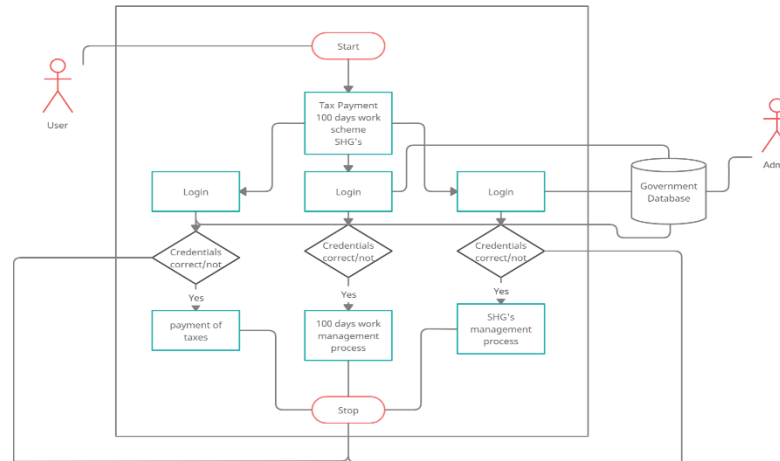 Start
User
Tax Payment
100 days work
scheme
SHG's
Login
Login
Login
Government
Database
Credentials
correct/not
Credentials
correct/not
Credentials
correct/not
Yes
Yes
Yes
payment of
taxes
100 days work
management
process
SHG's
management
process
Stop